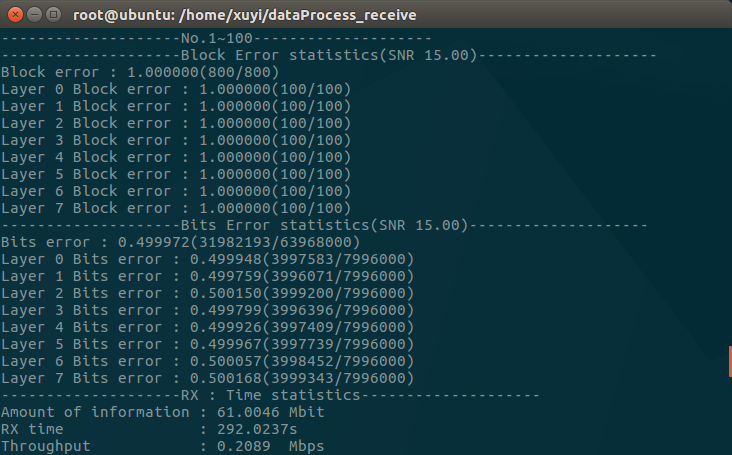 root@ubuntu: /home/xuyi/dataProcess_receive
--------------------No.1~100--------------------
--------------------Block Error statistics(SNR 15.00)--------------------
Block error : 1.000000(800/800)
Layer 0 Block error : 1.000000(100/100)
Layer 1 Block error : 1.000000(100/100)
Layer 2 Block error : 1.000000(100/100)
Layer 3 Block error : 1.000000(100/100)
Layer 4 Block error : 1.000000(100/100)
Layer 5 Block error : 1.000000(100/100)
Layer 6 Block error : 1.000000(100/100)
Layer 7 Block error : 1.000000(100/100)
--------------------Bits Error statistics(SNR 15.00)--------------------
Bits error : 0.499972(31982193/63968000)
Layer 0 Bits error : 0.499948(3997583/7996000)
Layer 1 Bits error : 0.499759(3996071/7996000)
Layer 2 Bits error : 0.500150(3999200/7996000)
Layer 3 Bits error : 0.499799(3996396/7996000)
Layer 4 Bits error : 0.499926(3997409/7996000)
Layer 5 Bits error : 0.499967(3997739/7996000)
Layer 6 Bits error : 0.500057(3998452/7996000)
Layer 7 Bits error : 0.500168(3999343/7996000)
--------------------RX : Time statistics--------------------
Amount of information : 61.0046 Mbit
RX time               : 292.0237s
Throughput            : 0.2089  Mbps